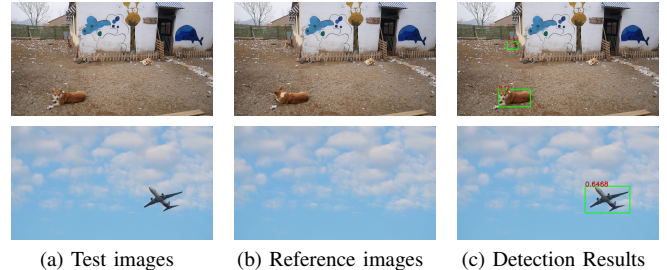 0.6468
(a) Test images
(b) Reference images
(c) Detection Results